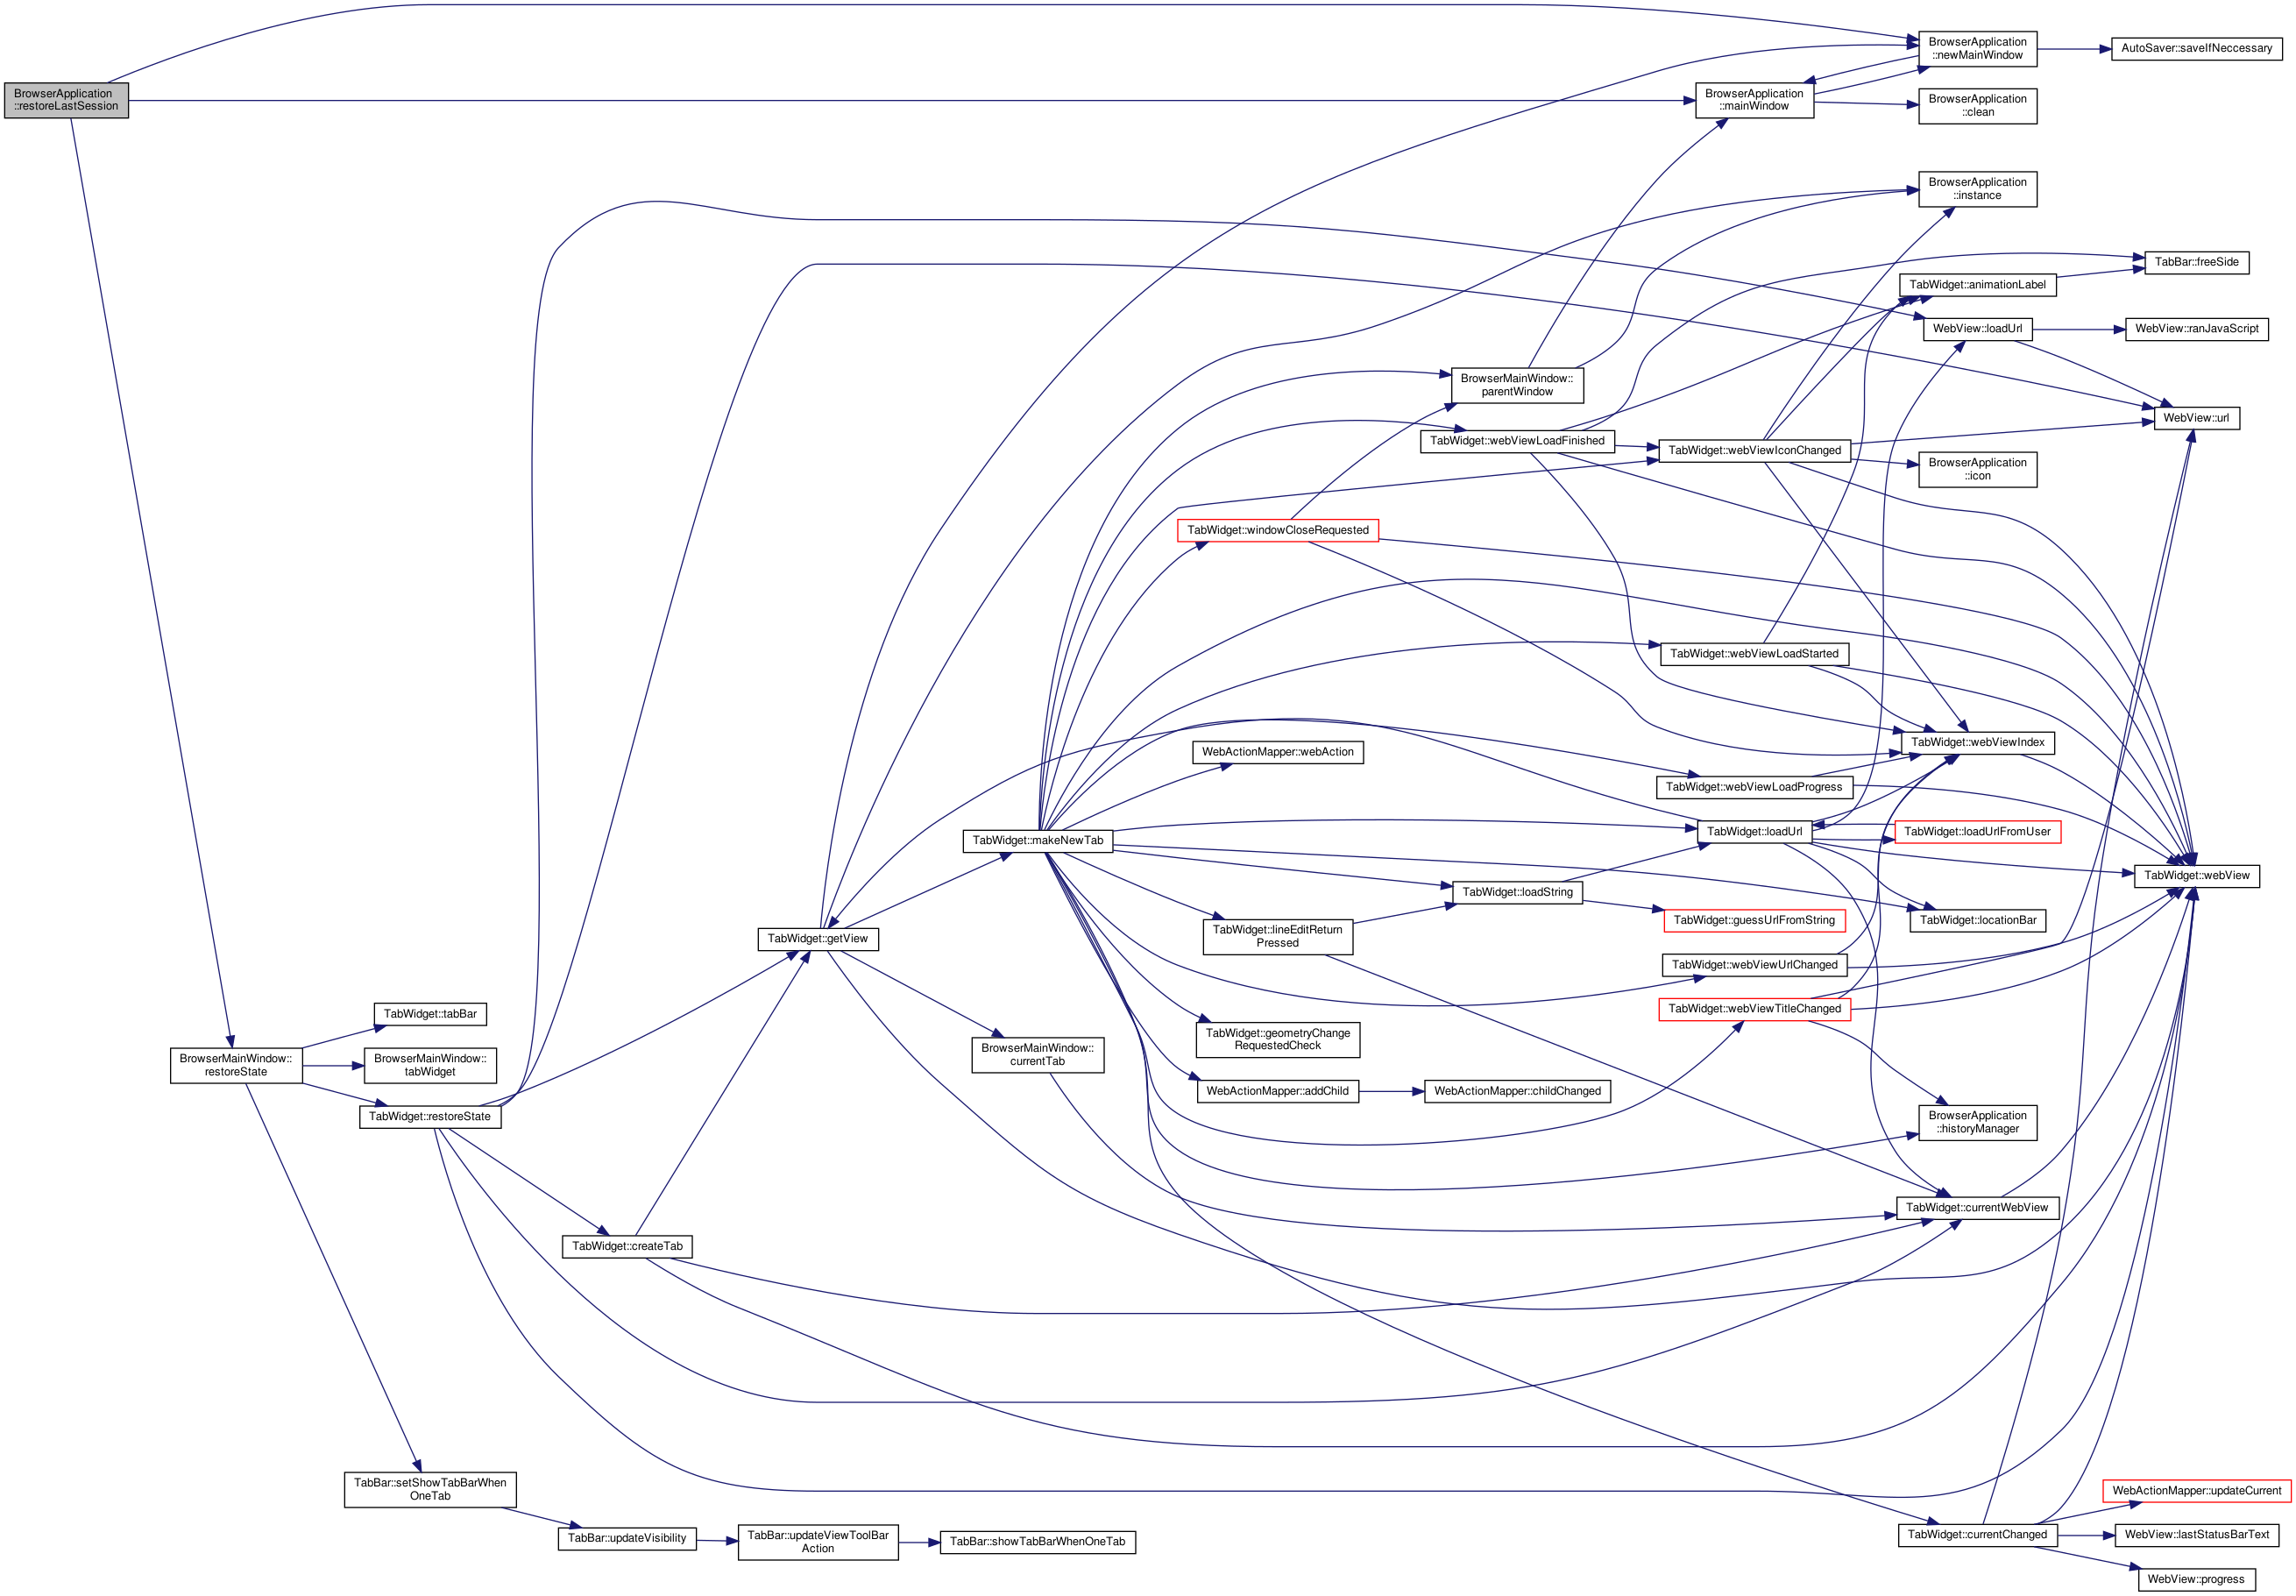 BrowserApplication
::restoreLastSession
BrowserApplication
::newMainWindow
AutoSaver::saveIfNeccessary
BrowserApplication
::mainWindow
BrowserApplication
::clean
BrowserApplication
::instance
TabBar::freeSide
TabWidget::animationLabel
WebView::loadUrl
WebView::ranJavaScript
BrowserMainWindow::
parentWindow
WebView::url
TabWidget::webViewLoadFinished
TabWidget::webViewIconChanged
BrowserApplication
::icon
TabWidget::windowCloseRequested
TabWidget::webViewLoadStarted
TabWidget::webViewIndex
WebActionMapper::webAction
TabWidget::webViewLoadProgress
TabWidget::makeNewTab
TabWidget::loadUrl
TabWidget::loadUrlFromUser
TabWidget::webView
TabWidget::loadString
TabWidget::guessUrlFromString
TabWidget::locationBar
TabWidget::lineEditReturn
Pressed
TabWidget::getView
TabWidget::webViewUrlChanged
TabWidget::webViewTitleChanged
TabWidget::tabBar
TabWidget::geometryChange
RequestedCheck
BrowserMainWindow::
currentTab
BrowserMainWindow::
restoreState
BrowserMainWindow::
tabWidget
WebActionMapper::addChild
WebActionMapper::childChanged
TabWidget::restoreState
BrowserApplication
::historyManager
TabWidget::currentWebView
TabWidget::createTab
TabBar::setShowTabBarWhen
OneTab
WebActionMapper::updateCurrent
TabBar::updateVisibility
TabBar::updateViewToolBar
Action
TabBar::showTabBarWhenOneTab
TabWidget::currentChanged
WebView::lastStatusBarText
WebView::progress